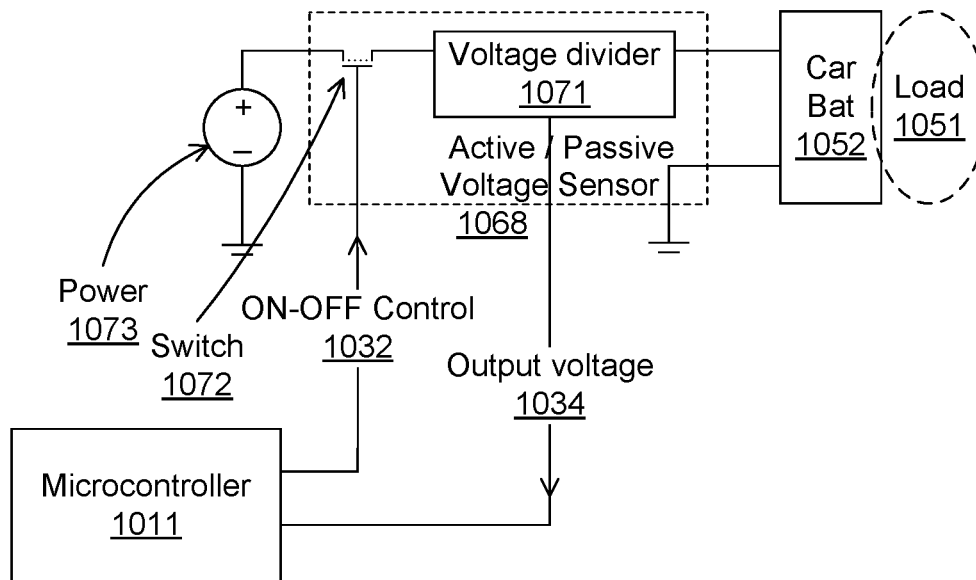 Voltage divider
1071
Car
Bat
1052
Load
1051
+
−
Active / Passive
Voltage Sensor
1068
Power
1073
Switch
1072
ON-OFF Control
1032
Output voltage
1034
Microcontroller
1011